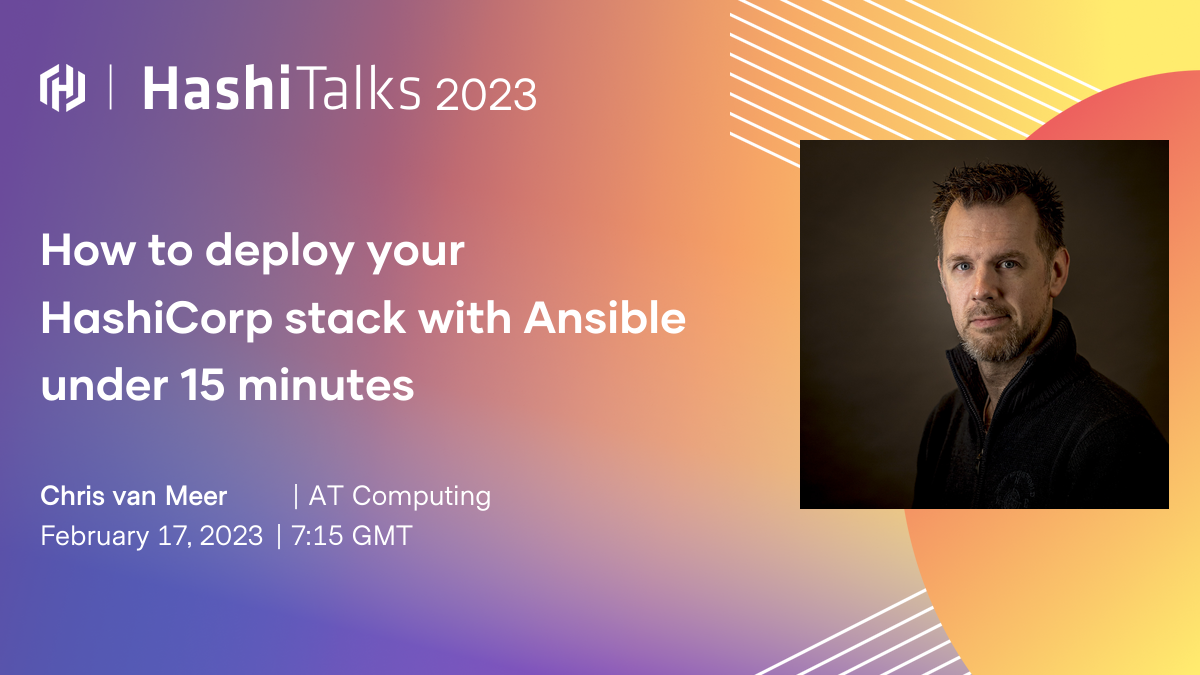 HashiTalks 2023
How to deploy your
HashiCorp stack with Ansible
under 15 minutes
Chris van Meer | AT Computing
February 17, 2023 | 7:15 GMT